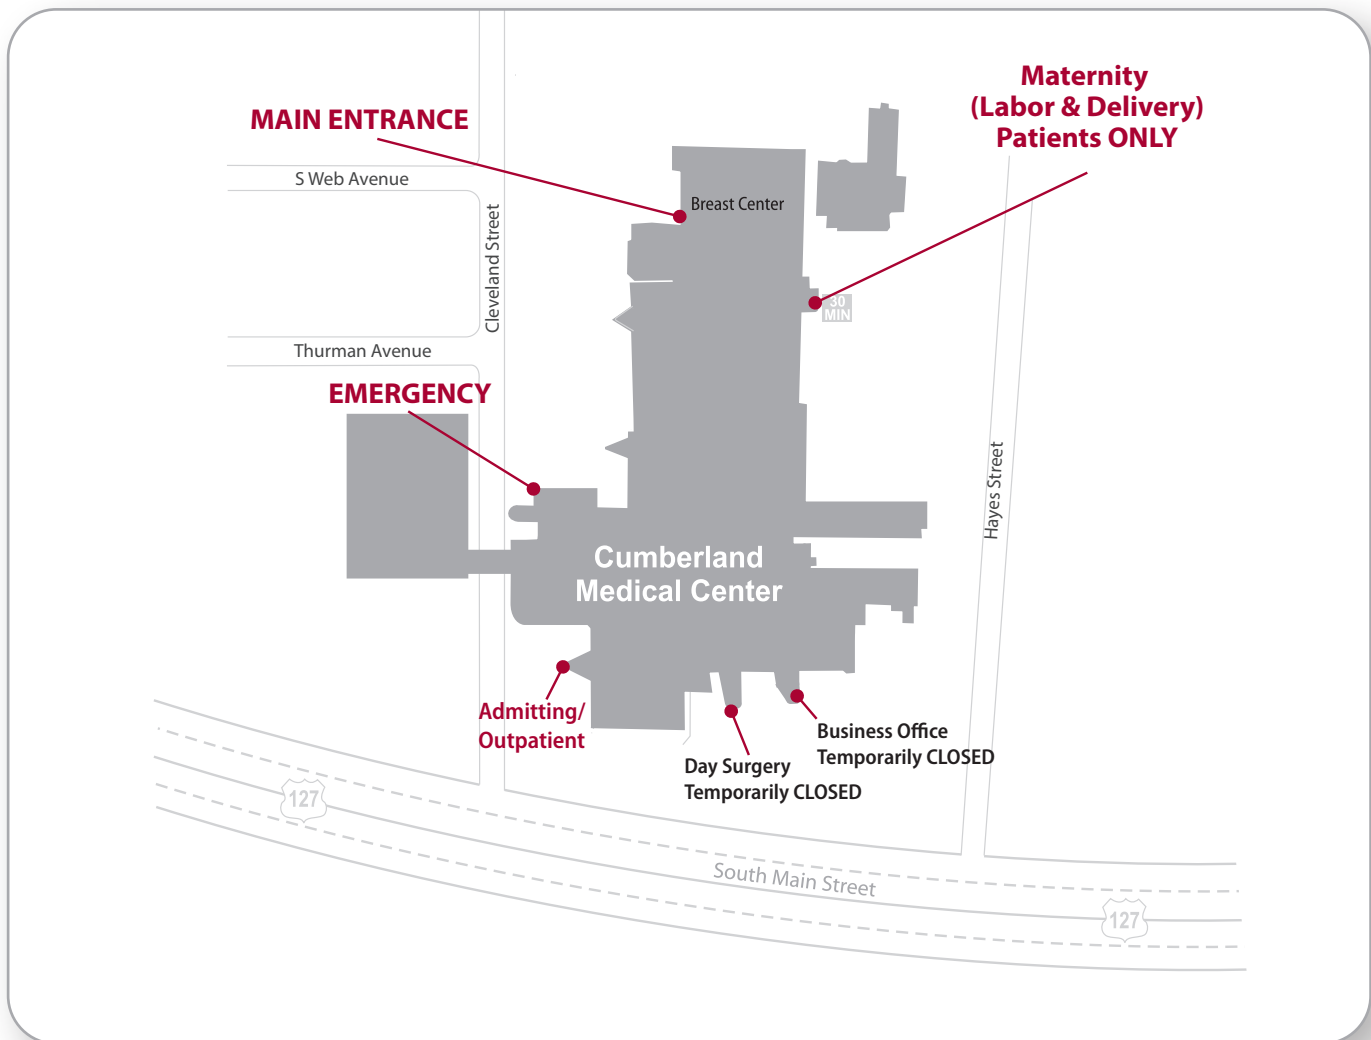 Maternity
(Labor & Delivery)
Patients ONLY
MAIN ENTRANCE
S Web Avenue
Breast Center
Cleveland Street
30
MIN
Thurman Avenue
EMERGENCY
Hayes Street
Cumberland
Medical Center
Admitting/
Outpatient
Business Office
Temporarily CLOSED
Day Surgery
Temporarily CLOSED
127
South Main Street
127